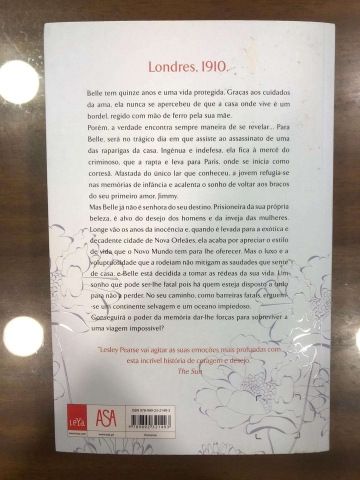 Londres. 1910.
Belle tem quinze anos e uma vida protegida. Graças aos cuidados
da ama, ela nunca se apercebeu de que a casa onde vive é um
bordel, regido com mão de ferro pela sua mãe.
Porém, a verdade encontra sempre maneira de se revelar... Para
Belle, será no trágico dia em que assiste ao assassinato de uma
das raparigas da casa. Ingénua e indefesa, ela fica à mercê do
criminoso, que a rapta e leva para Paris, onde se inicia como
cortesã. Afastada do único lar que conheceu, a jovem refugia-se
nas memórias de infância e acalenta o sonho de voltar aos braços
do seu primeiro amor, Jimmy.
Mas Belle já não é senhora do seu destino. Prisioneira da sua própria
beleza, é alvo do desejo dos homens e da inveja das mulheres.
Longe vão os anos da inocência e, quando é levada para a exótica e
decadente cidade de Nova Orleães, ela acaba por apreciar o estilo
de vida que o Novo Mundo tem para lhe oferecer. Mas o luxo e a
voluptuosidade que a rodeiam não mitigam as saudades que sente
de casa, e Belle está decidida a tomar as rédeas da sua vida. Um
sonho que pode ser-lhe fatal pois há quem esteja disposto a tudo
para não a perder. No seu caminho, como barreiras fatais, erguem-
-se um continente selvagem e um oceano impiedoso.
Conseguirá o poder da memória dar-lhe forças para sobreviver a
uma viagem impossível?
"Lesley Pearse vai agitar as suas emoções mais profundas com
esta incrível história de coragem e desejo."
The Sun
LeYa
ASA